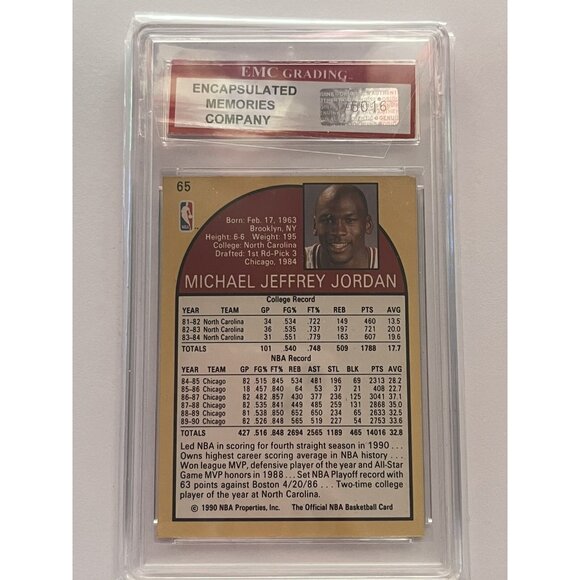 EMC GRADING
ENCAPSULATED
MEMORIES
COMPANY
6016
65
NBA
Born: Feb. 17, 1963
Brooklyn, NY
Height: 6-6 Weight: 195
College: North Carolina
Drafted: 1st Rd-Pick 3
Chicago, 1984
MICHAEL JEFFREY JORDAN
College Record
YEAR TEAM GP FG% FT% REB PTS AVG
81-82 North Carolina 34 .534 .722 149 460 13.5
82-83 North Carolina 36 .535 .737 197 721 20.0
83-84 North Carolina 31 .551 .779 163 607 19.6
TOTALS 101 .540 .748 509 1788 17.7
NBA Record
YEAR TEAM GP FG% FT% REB AST STL BLK PTS AVG
84-85 Chicago 82 .515 .845 534 481 196 69 2313 28.2
85-86 Chicago 18 .457 .840 64 53 37 21 408 22.7
86-87 Chicago 82 .482 .857 430 377 236 125 3041 37.1
87-88 Chicago 82 .535 .841 449 485 259 131 2868 35.0
88-89 Chicago 81 .538 .850 652 650 234 65 2633 32.5
89-90 Chicago 82 .526 .848 565 519 227 54 2753 33.6
TOTALS 427 .516 .848 2694 2565 1189 465 14016 32.8
Led NBA in scoring for fourth straight season in 1990 . . .
Owns highest career scoring average in NBA history . . .
Won league MVP, defensive player of the year and All-Star
Game MVP honors in 1988 . . . Set NBA Playoff record with
63 points against Boston 4/20/86 . . . Two-time college
player of the year at North Carolina.
© 1990 NBA Properties, Inc. The Official NBA Basketball Card